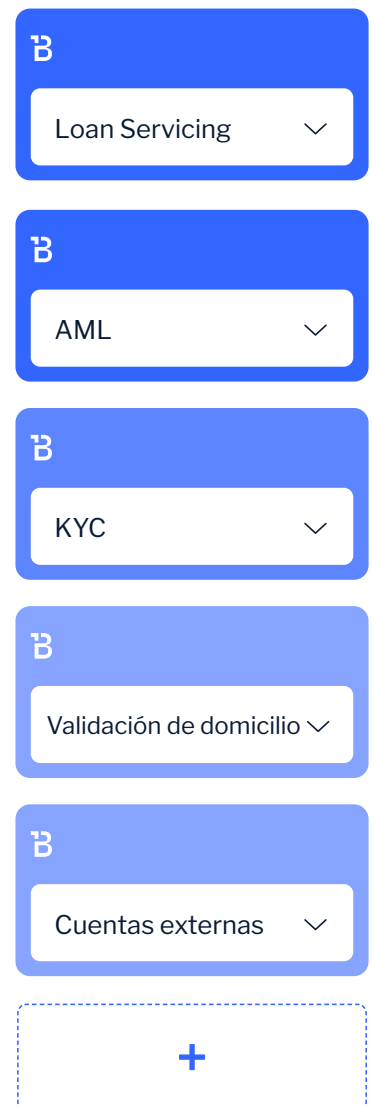 B
Loan Servicing
B
AML
B
KYC
B
Validación de domicilio
B
Cuentas externas
+